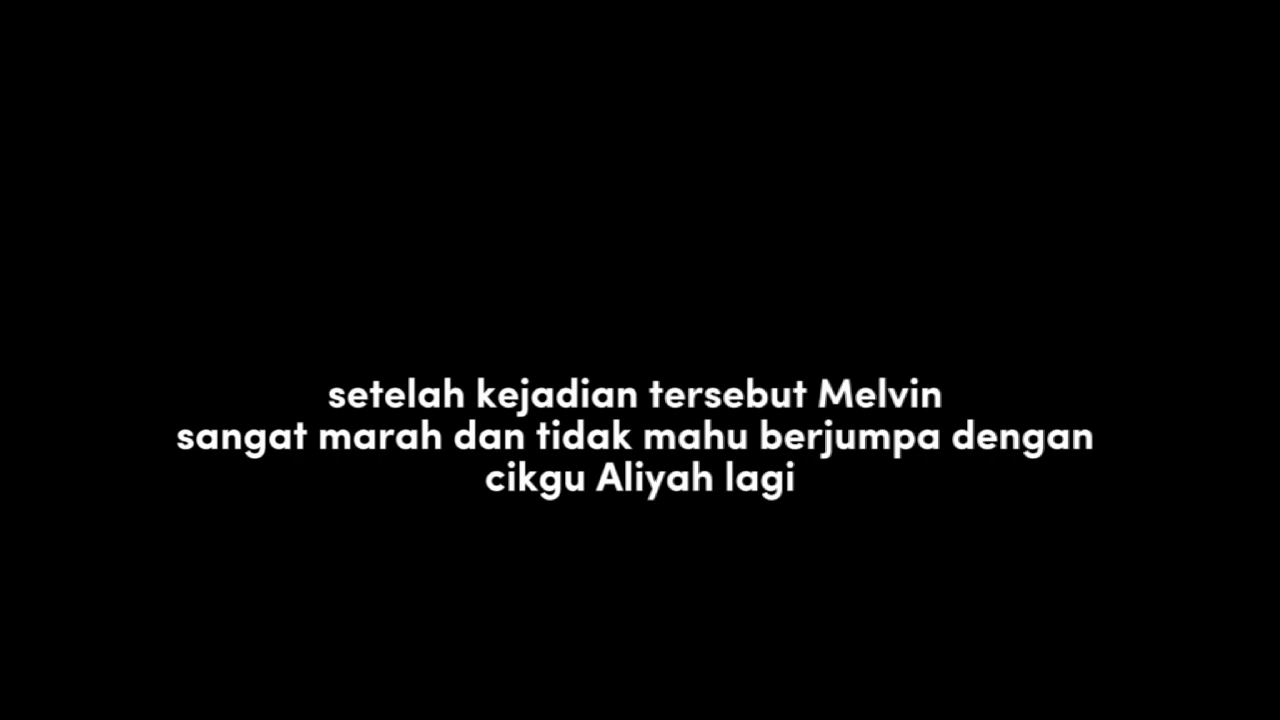 setelah kejadian tersebut Melvin
sangat marah dan tidak mahu berjumpa dengan
cikgu Aliyah lagi